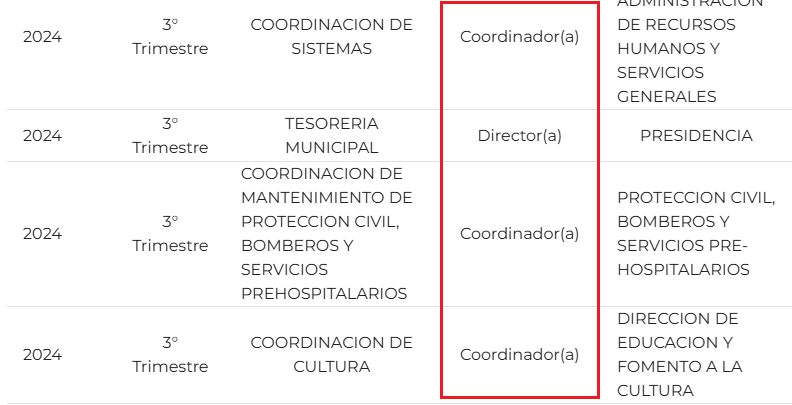 ADMINISTRACION
2024
3°
Trimestre
COORDINACION DE
SISTEMAS
Coordinador(a)
DE RECURSOS
HUMANOS Y
SERVICIOS
GENERALES
2024
3°
Trimestre
TESORERIA
MUNICIPAL
Director(a)
PRESIDENCIA
2024
3°
Trimestre
COORDINACION DE
MANTENIMIENTO DE
PROTECCION CIVIL,
BOMBEROS Y
SERVICIOS
PREHOSPITALARIOS
Coordinador(a)
PROTECCION CIVIL,
BOMBEROS Y
SERVICIOS PRE-
HOSPITALARIOS
2024
3°
Trimestre
COORDINACION DE
CULTURA
Coordinador(a)
DIRECCION DE
EDUCACION Y
FOMENTO A LA
CULTURA